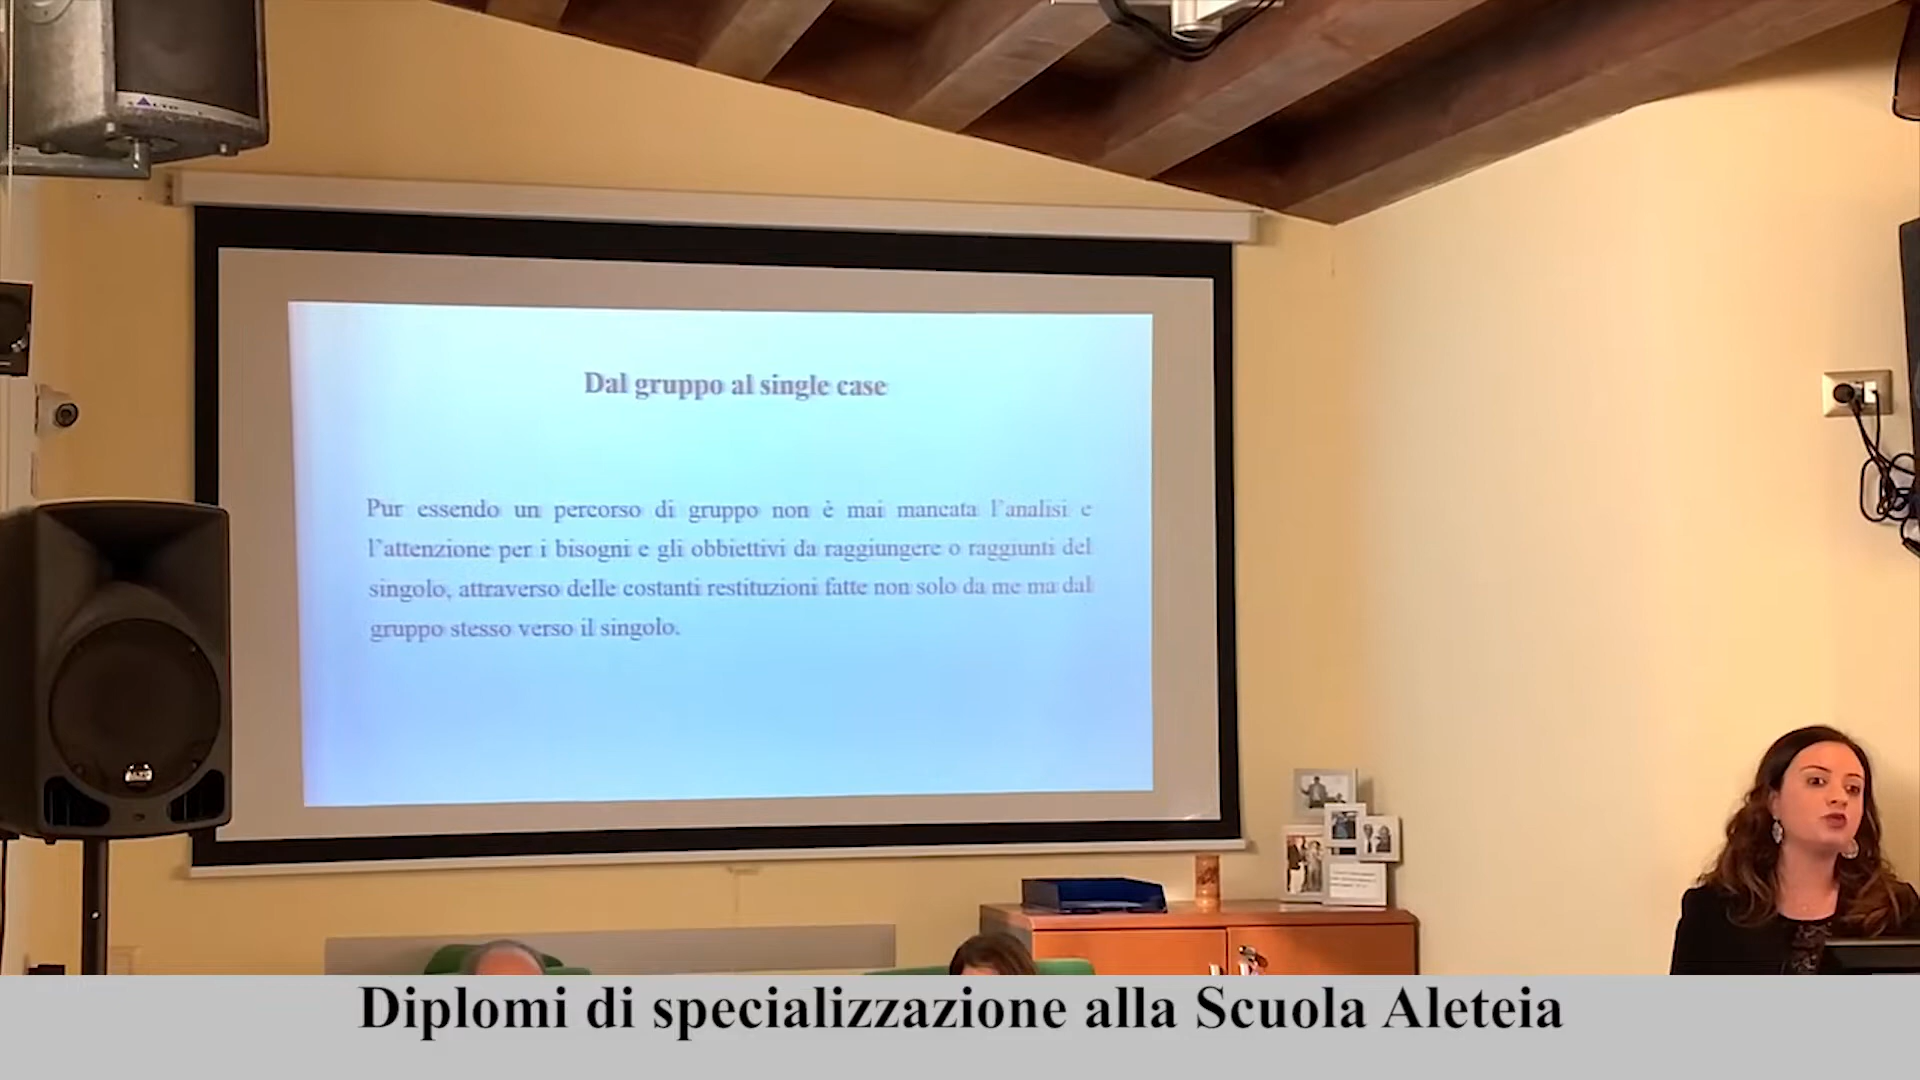 Dal gruppo al single case
Pur essendo un percorso di gruppo non è mai mancata l'analisi e
l'attenzione per i bisogni e gli obbiettivi da raggiungere o raggiunti del
singolo, attraverso delle costanti restituzioni fatte non solo da me ma dal
gruppo stesso verso il singolo.
Diplomi di specializzazione alla Scuola Aleteia